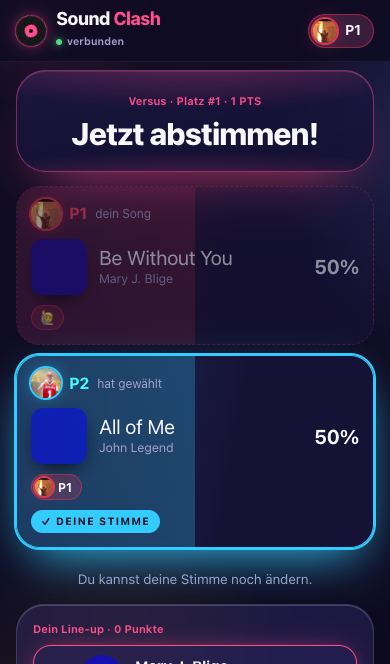 Sound Clash
verbunden
P1
Versus · Platz #1 · 1 PTS
Jetzt abstimmen!
P1 dein Song
Be Without You
Mary J. Blige
50%
P2 hat gewählt
All of Me
John Legend
50%
P1
✓ DEINE STIMME
Du kannst deine Stimme noch ändern.
Dein Line-up · 0 Punkte
Mary J. Blige